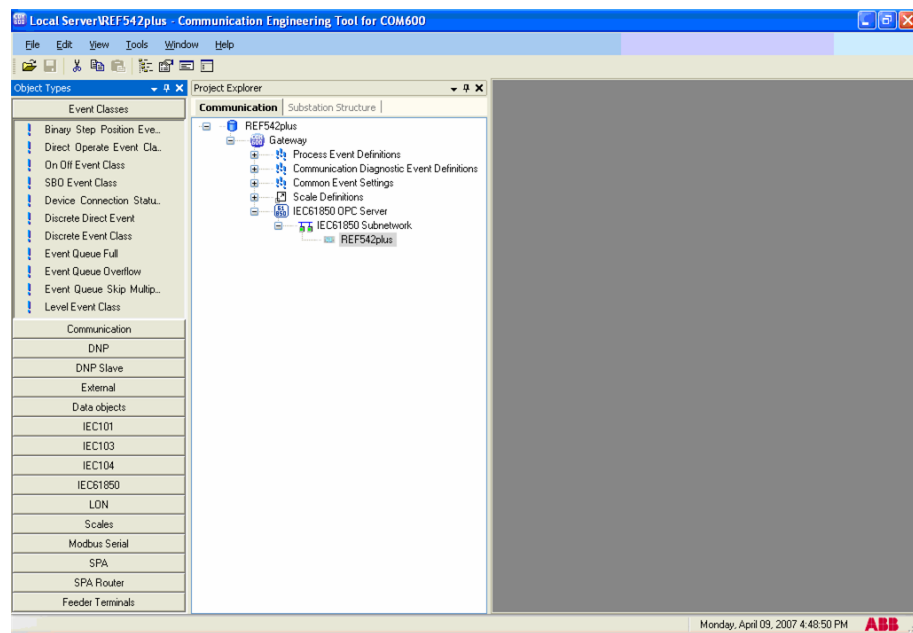 Local Server\REF542plus - Communication Engineering Tool for COM600
File Edit View Tools Window Help
Object Types
Event Classes
Binary Step Position Eve..
Direct Operate Event Cla..
On Off Event Class
SBO Event Class
Device Connection Statu..
Discrete Direct Event
Discrete Event Class
Event Queue Full
Event Queue Overflow
Event Queue Skip Multip..
Level Event Class
Communication
DNP
DNP Slave
External
Data objects
IEC101
IEC103
IEC104
IEC61850
LON
Scales
Modbus Serial
SPA
SPA Router
Feeder Terminals
Project Explorer
Communication Substation Structure
REF542plus
Gateway
Process Event Definitions
Communication Diagnostic Event Definitions
Common Event Settings
Scale Definitions
IEC61850 OPC Server
IEC61850 Subnetwork
REF542plus
Monday, April 09, 2007 4:48:50 PM ABB